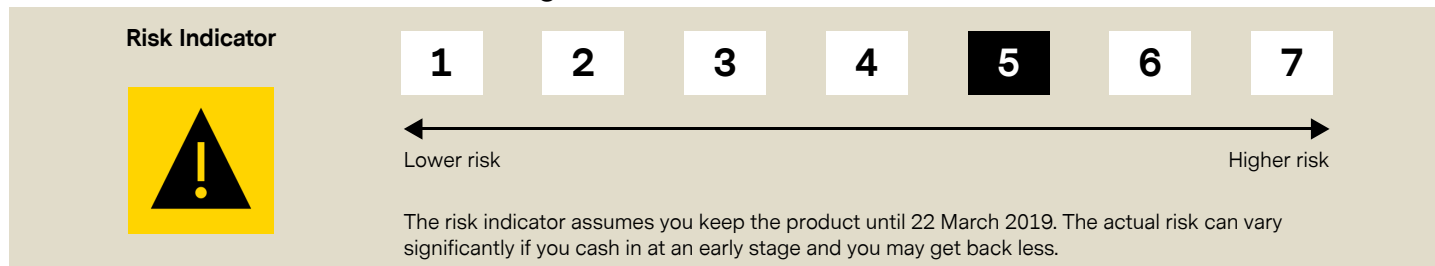 Risk Indicator
1 2 3 4 5 6 7
Lower risk Higher risk
The risk indicator assumes you keep the product until 22 March 2019. The actual risk can vary
significantly if you cash in at an early stage and you may get back less.